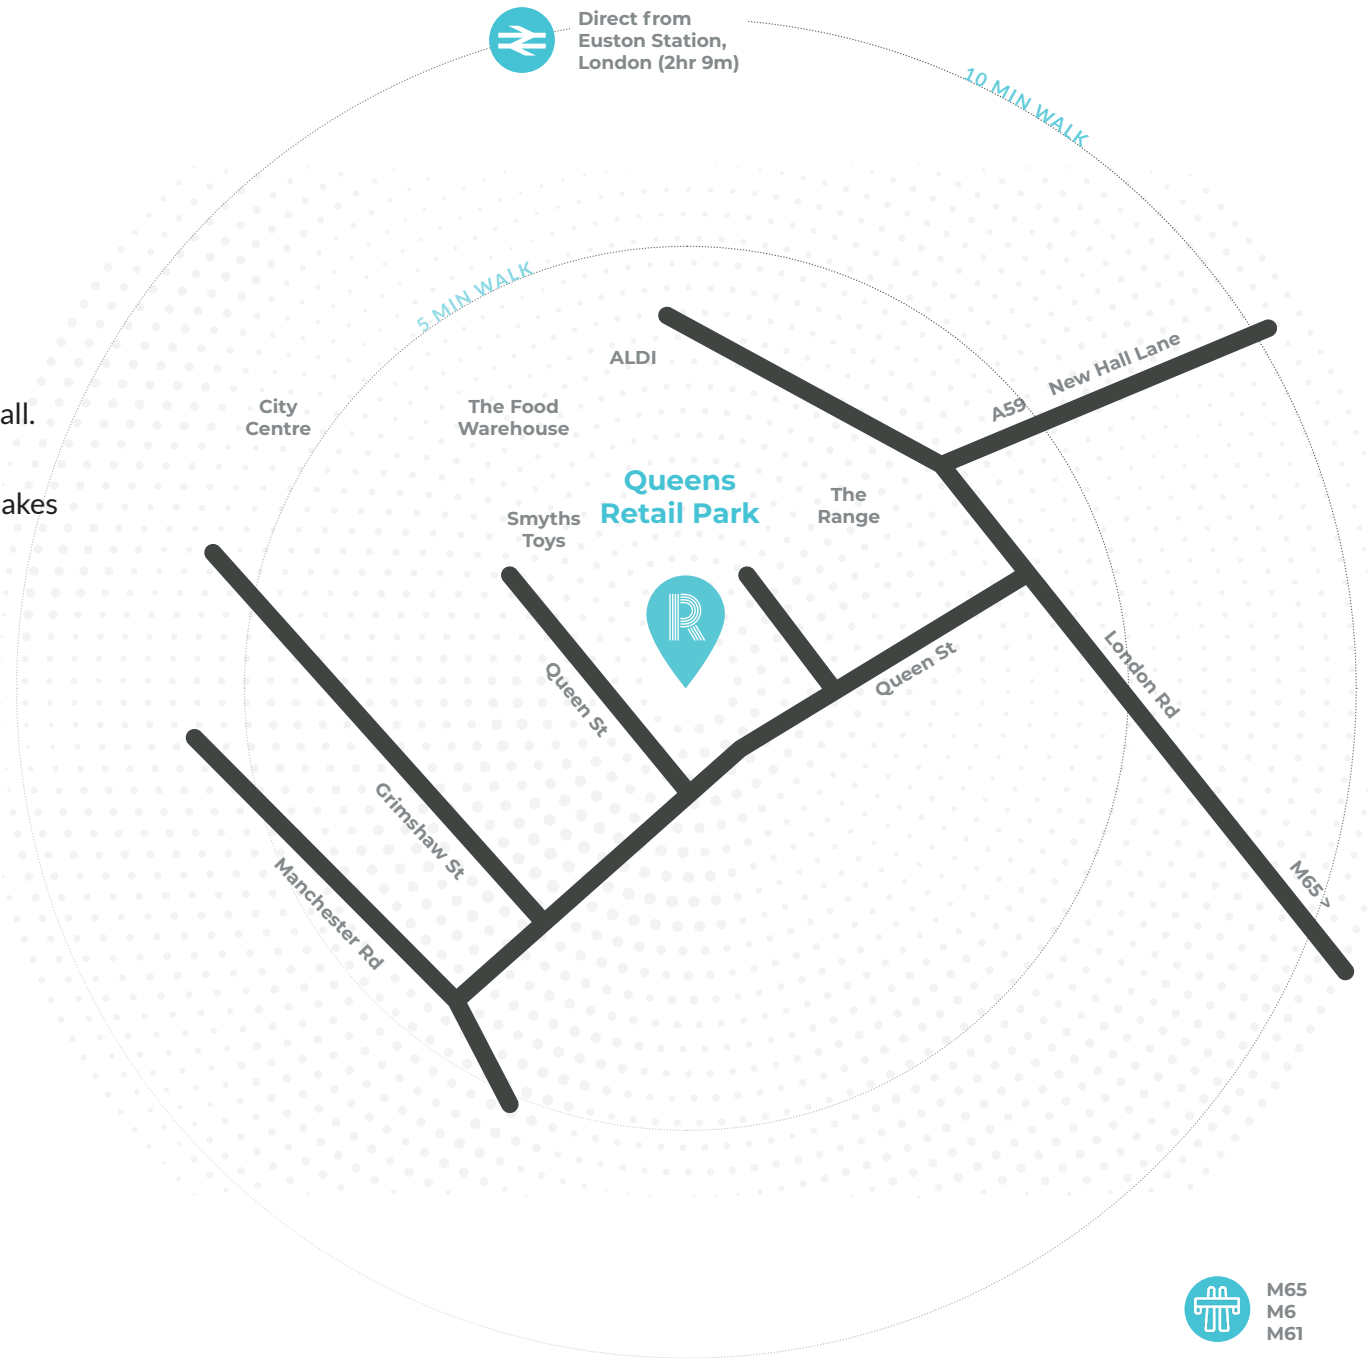 Direct from
Euston Station,
London (2hr 9m)
10 MIN WALK
5 MIN WALK
ALDI
New Hall Lane
A59
City
Centre
The Food
Warehouse
all.
Queens
Retail Park
The
Range
akes
Smyths
Toys
R
Queen St
Queen St
London Rd
Grimshaw St
Manchester Rd
M65 >
M65
M6
M61